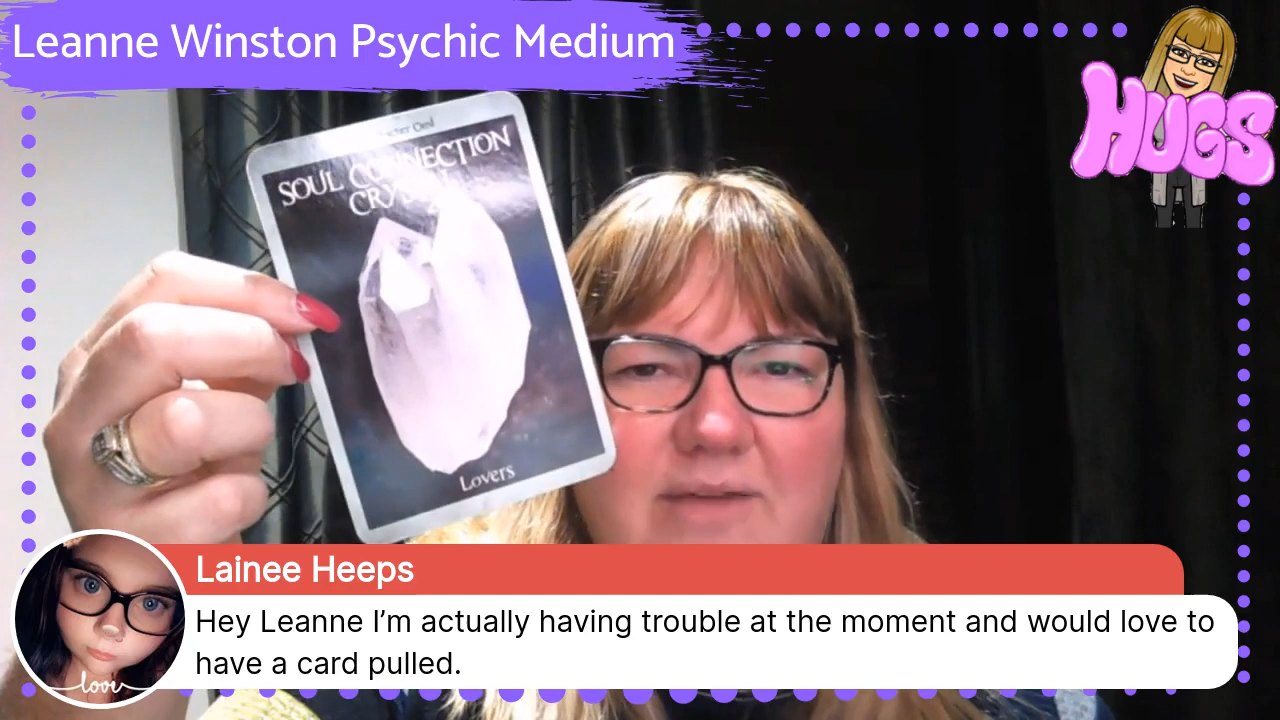 Leanne Winston Psychic Medium
HUGS
SOUL CONNECTION
Lovers
Lainee Heeps
Hey Leanne I’m actually having trouble at the moment and would love to
have a card pulled.
love